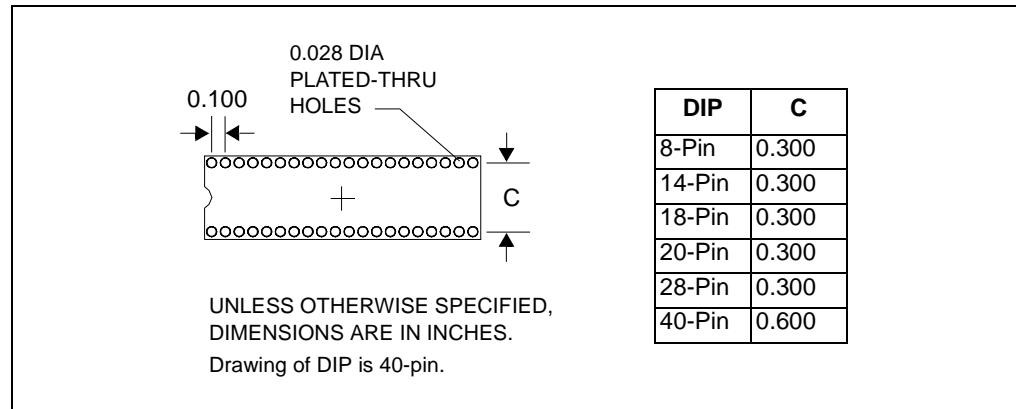 0.028 DIA
PLATED-THRU
HOLES
0.100
C
UNLESS OTHERWISE SPECIFIED,
DIMENSIONS ARE IN INCHES.
Drawing of DIP is 40-pin.
DIP C
8-Pin 0.300
14-Pin 0.300
18-Pin 0.300
20-Pin 0.300
28-Pin 0.300
40-Pin 0.600